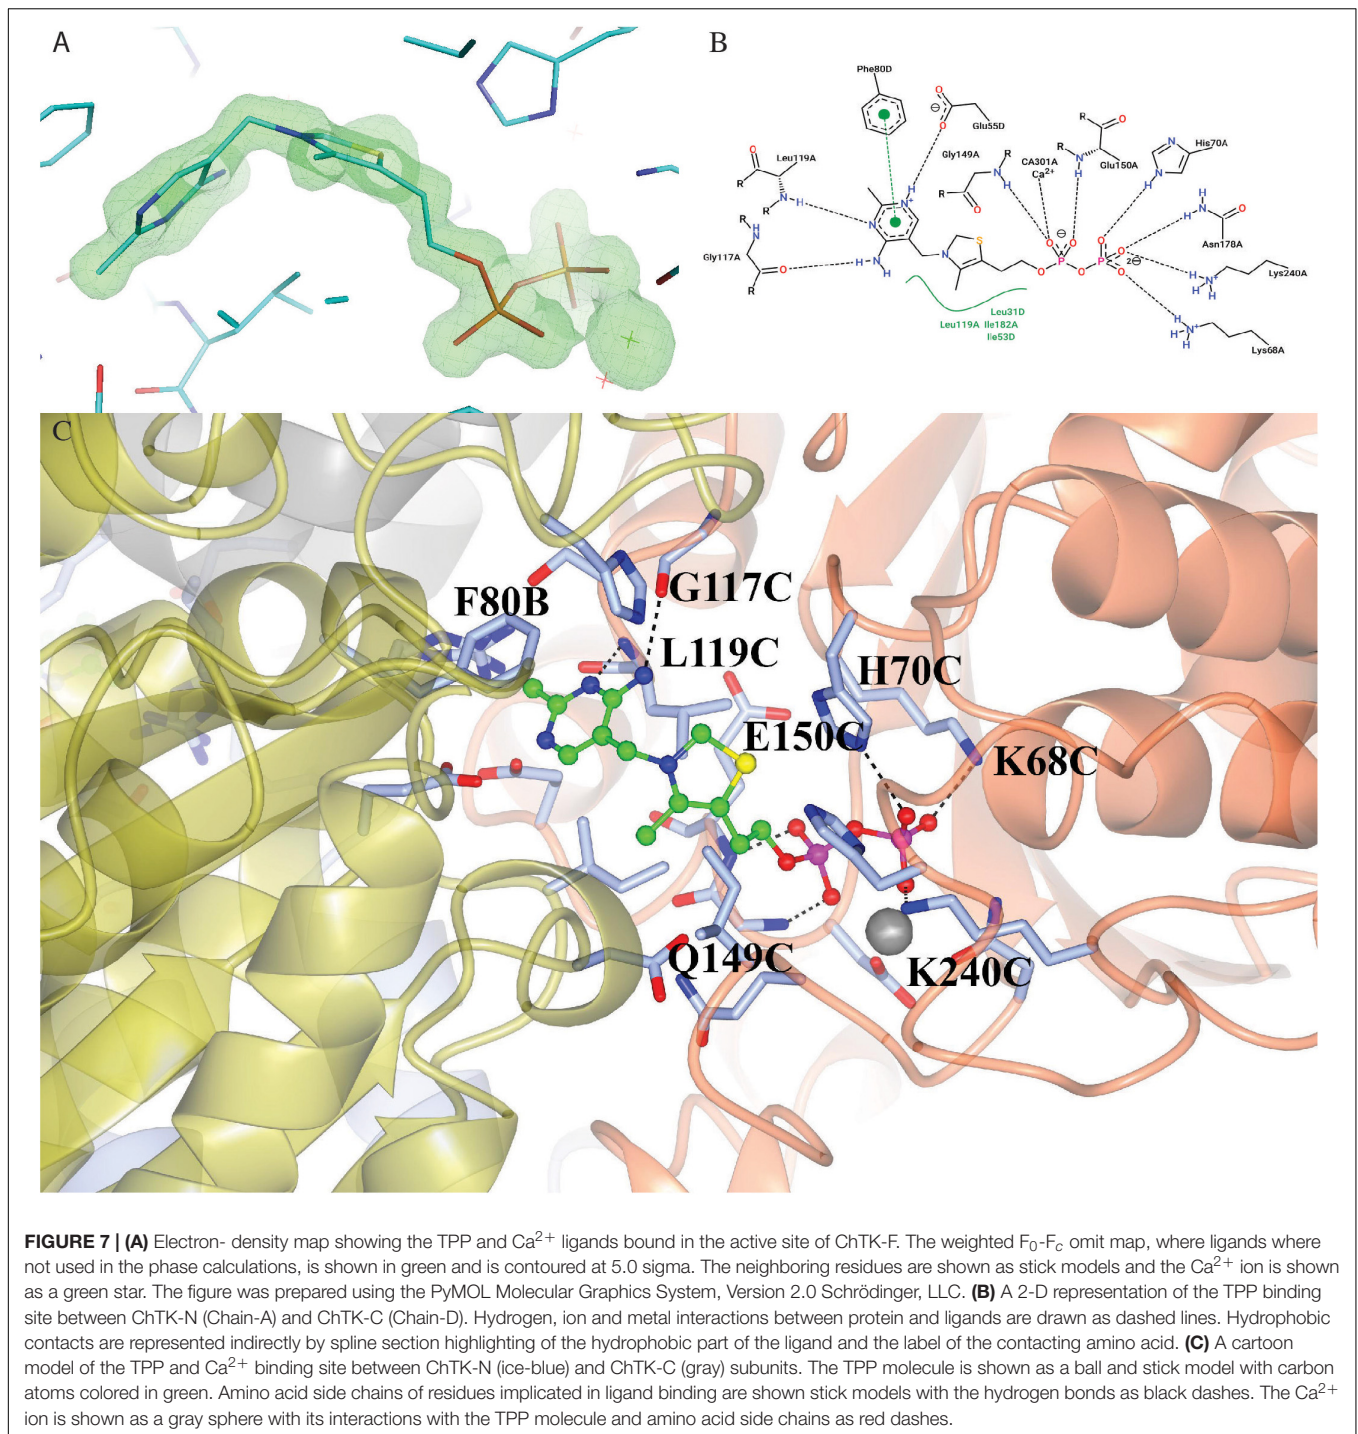 A
B
Phe80D
Glu55D
Leu119A
Gly149A
CA301A
Ca2+
Glu150A
His70A
Gly117A
Asn178A
Lys240A
Lys68A
Leu31D
Leu119A Ile182A
Ile53D
R
O
R
N
H
R
N
H
O
R
H
N+
N
N
H
H
N
S
O
R
N
H
R
R
O
N
H
R
O
O
P
O
O
O
P
O
O
2
N
N
H
H
N
H
O
H
N+
H
H
H
N+
H
H
C
F80B
G117C
L119C
H70C
E150C
K68C
Q149C
K240C
FIGURE 7 | (A) Electron- density map showing the TPP and Ca2+ ligands bound in the active site of ChTK-F. The weighted F0-Fc omit map, where ligands where
not used in the phase calculations, is shown in green and is contoured at 5.0 sigma. The neighboring residues are shown as stick models and the Ca2+ ion is shown
as a green star. The figure was prepared using the PyMOL Molecular Graphics System, Version 2.0 Schrödinger, LLC. (B) A 2-D representation of the TPP binding
site between ChTK-N (Chain-A) and ChTK-C (Chain-D). Hydrogen, ion and metal interactions between protein and ligands are drawn as dashed lines. Hydrophobic
contacts are represented indirectly by spline section highlighting of the hydrophobic part of the ligand and the label of the contacting amino acid. (C) A cartoon
model of the TPP and Ca2+ binding site between ChTK-N (ice-blue) and ChTK-C (gray) subunits. The TPP molecule is shown as a ball and stick model with carbon
atoms colored in green. Amino acid side chains of residues implicated in ligand binding are shown stick models with the hydrogen bonds as black dashes. The Ca2+
ion is shown as a gray sphere with its interactions with the TPP molecule and amino acid side chains as red dashes.